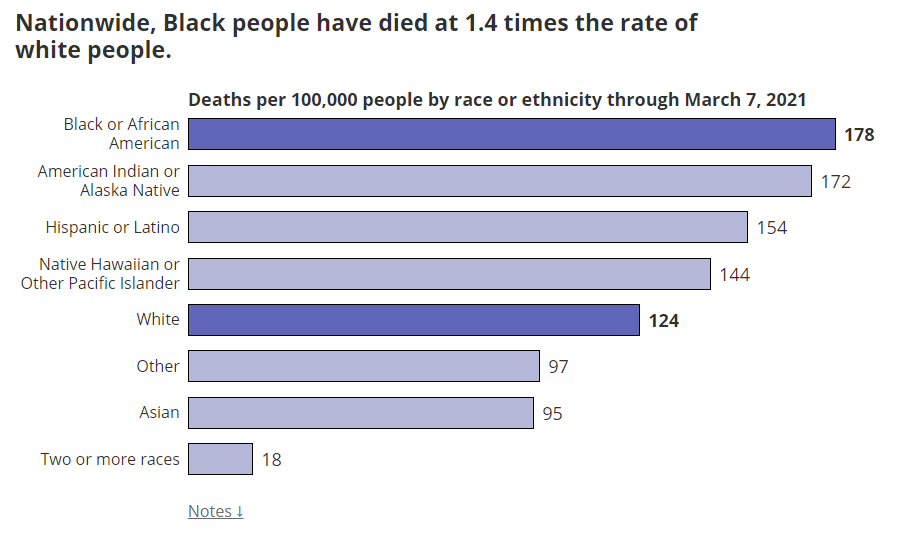 Nationwide, Black people have died at 1.4 times the rate of
white people.
Deaths per 100,000 people by race or ethnicity through March 7, 2021
Black or African
American
178
American Indian or
Alaska Native
172
Hispanic or Latino
154
Native Hawaiian or
Other Pacific Islander
144
White
124
Other
97
Asian
95
Two or more races
18
Notes ↓